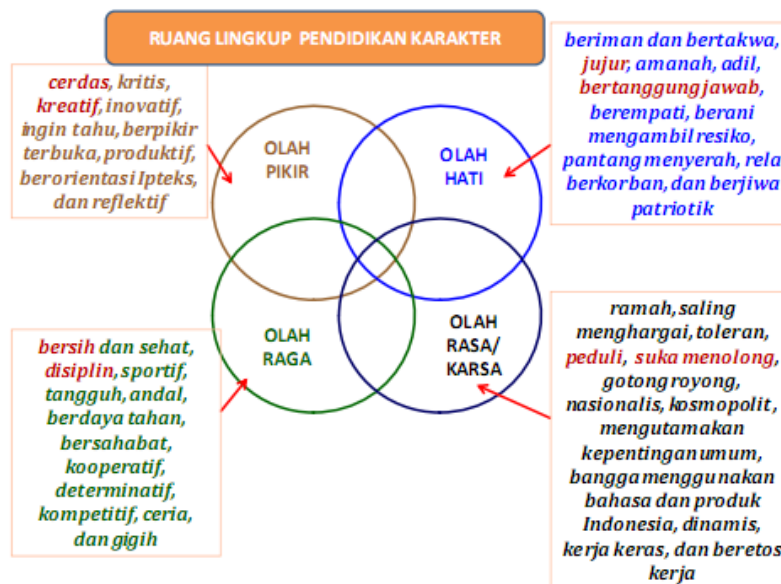 RUANG LINGKUP PENDIDIKAN KARAKTER
cerdas, kritis,
kreatif, inovatif,
ingin tahu, berpikir
terbuka, produktif,
berorientasi Ipteks,
dan reflektif
beriman dan bertakwa,
jujur, amanah, adil,
bertanggung jawab,
berempati, berani
mengambil resiko,
pantang menyerah, rela
berkorban, dan berjiwa
patriotik
OLAH
PIKIR
OLAH
HATI
OLAH
RAGA
OLAH
RASA/
KARSA
bersih dan sehat,
disiplin, sportif,
tangguh, andal,
berdaya tahan,
bersahabat,
kooperatif,
determinatif,
kompetitif, ceria,
dan gigih
ramah, saling
menghargai, toleran,
peduli, suka menolong,
gotong royong,
nasionalis, kosmopolit,
mengutamakan
kepentingan umum,
bangga menggunakan
bahasa dan produk
Indonesia, dinamis,
kerja keras, dan beretos
kerja